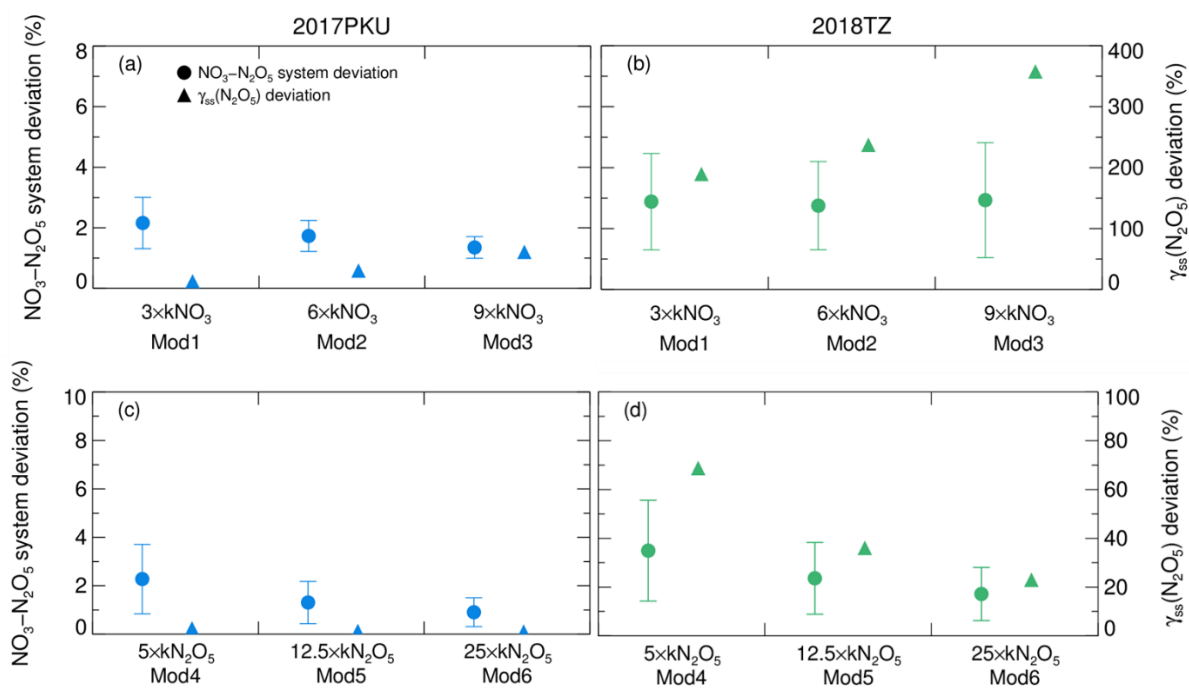 2017PKU
2018TZ
NO₃–N₂O₅ system deviation (%)
8
6
4
2
0
(a)
NO₃–N₂O₅ system deviation
γss(N₂O₅) deviation
3×kNO₃
6×kNO₃
9×kNO₃
Mod1
Mod2
Mod3
(b)
400
300
200
100
0
γss(N₂O₅) deviation (%)
3×kNO₃
6×kNO₃
9×kNO₃
Mod1
Mod2
Mod3
NO₃–N₂O₅ system deviation (%)
10
8
6
4
2
0
(c)
5×kN₂O₅
12.5×kN₂O₅
25×kN₂O₅
Mod4
Mod5
Mod6
(d)
100
80
60
40
20
0
γss(N₂O₅) deviation (%)
5×kN₂O₅
12.5×kN₂O₅
25×kN₂O₅
Mod4
Mod5
Mod6